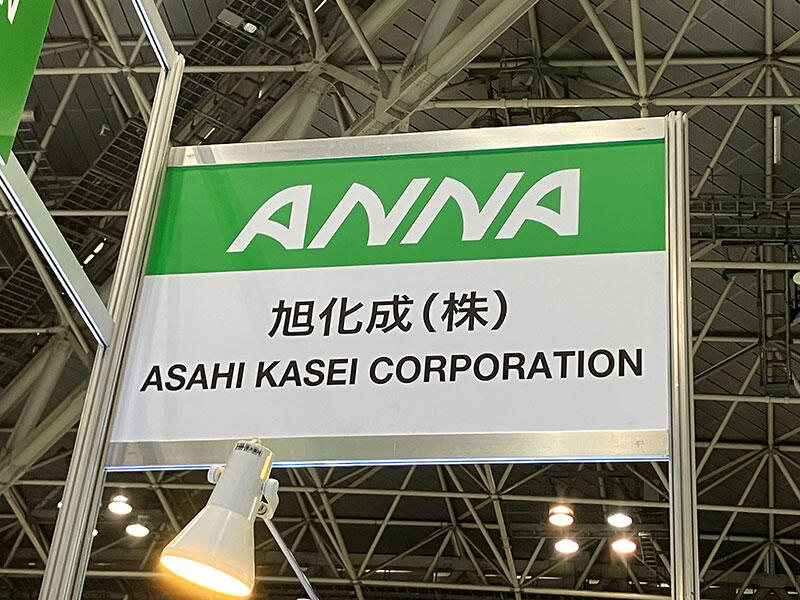 ANNA
旭化成(株)
ASAHI KASEI CORPORATION